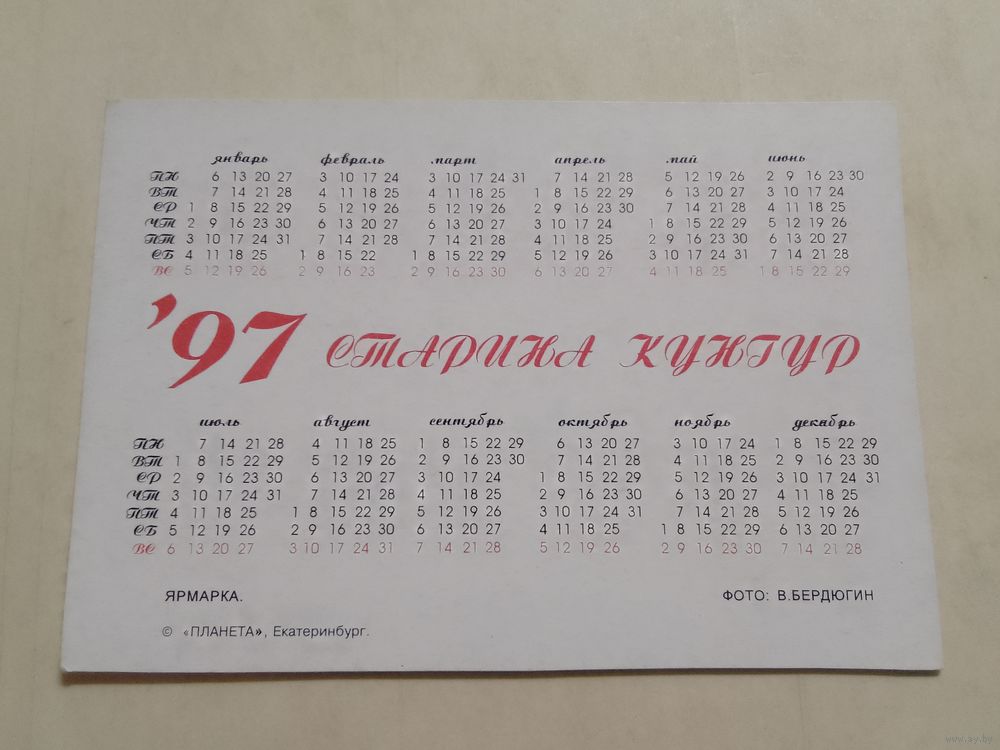 январь февраль март апрель май июнь
ПН 6 13 20 27 3 10 17 24 3 10 17 24 31 7 14 21 28 5 12 19 26 2 9 16 23 30
ВТ 7 14 21 28 4 11 18 25 4 11 18 25 1 8 15 22 29 6 13 20 27 3 10 17 24
СР 1 8 15 22 29 5 12 19 26 5 12 19 26 2 9 16 23 30 7 14 21 28 4 11 18 25
ЧТ 2 9 16 23 30 6 13 20 27 6 13 20 27 3 10 17 24 1 8 15 22 29 5 12 19 26
ПТ 3 10 17 24 31 7 14 21 28 7 14 21 28 4 11 18 25 2 9 16 23 30 6 13 20 27
СБ 4 11 18 25 1 8 15 22 1 8 15 22 29 5 12 19 26 3 10 17 24 31 7 14 21 28
ВС 5 12 19 26 2 9 16 23 2 9 16 23 30 6 13 20 27 4 11 18 25 1 8 15 22 29
’97 СТАРИНА КУНГУР
июль август сентябрь октябрь ноябрь декабрь
ПН 7 14 21 28 4 11 18 25 1 8 15 22 29 6 13 20 27 3 10 17 24 1 8 15 22 29
ВТ 1 8 15 22 29 5 12 19 26 2 9 16 23 30 7 14 21 28 4 11 18 25 2 9 16 23 30
СР 2 9 16 23 30 6 13 20 27 3 10 17 24 1 8 15 22 29 5 12 19 26 3 10 17 24 31
ЧТ 3 10 17 24 31 7 14 21 28 4 11 18 25 2 9 16 23 30 6 13 20 27 4 11 18 25
ПТ 4 11 18 25 1 8 15 22 29 5 12 19 26 3 10 17 24 31 7 14 21 28 5 12 19 26
СБ 5 12 19 26 2 9 16 23 30 6 13 20 27 4 11 18 25 1 8 15 22 29 6 13 20 27
ВС 6 13 20 27 3 10 17 24 31 7 14 21 28 5 12 19 26 2 9 16 23 30 7 14 21 28
ЯРМАРКА. ФОТО: В.БЕРДЮГИН
© «ПЛАНЕТА», Екатеринбург.
www.ay.by